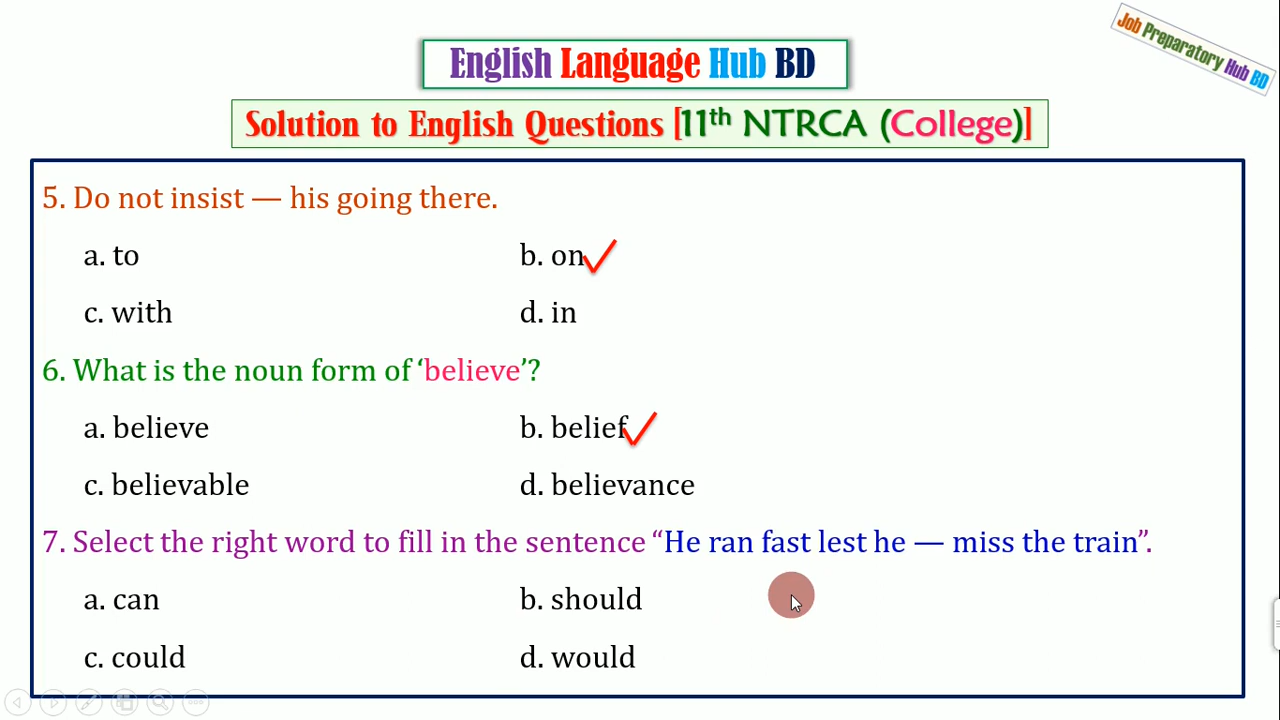 Job Preparatory Hub BD
English Language Hub BD
Solution to English Questions [11th NTRCA (College)]
5. Do not insist — his going there.
a. to b. on
c. with d. in
6. What is the noun form of ‘believe’?
a. believe b. belief
c. believable d. believance
7. Select the right word to fill in the sentence “He ran fast lest he — miss the train”.
a. can b. should
c. could d. would